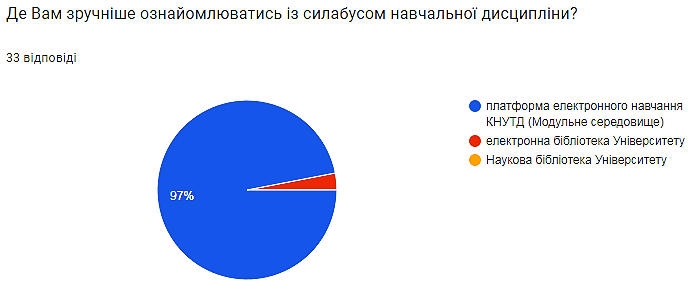 Де Вам зручніше ознайомлюватись із силабусом навчальної дисципліни?
33 відповіді
97%
платформа електронного навчання
КНУТД (Модульне середовище)
електронна бібліотека Університету
Наукова бібліотека Університету